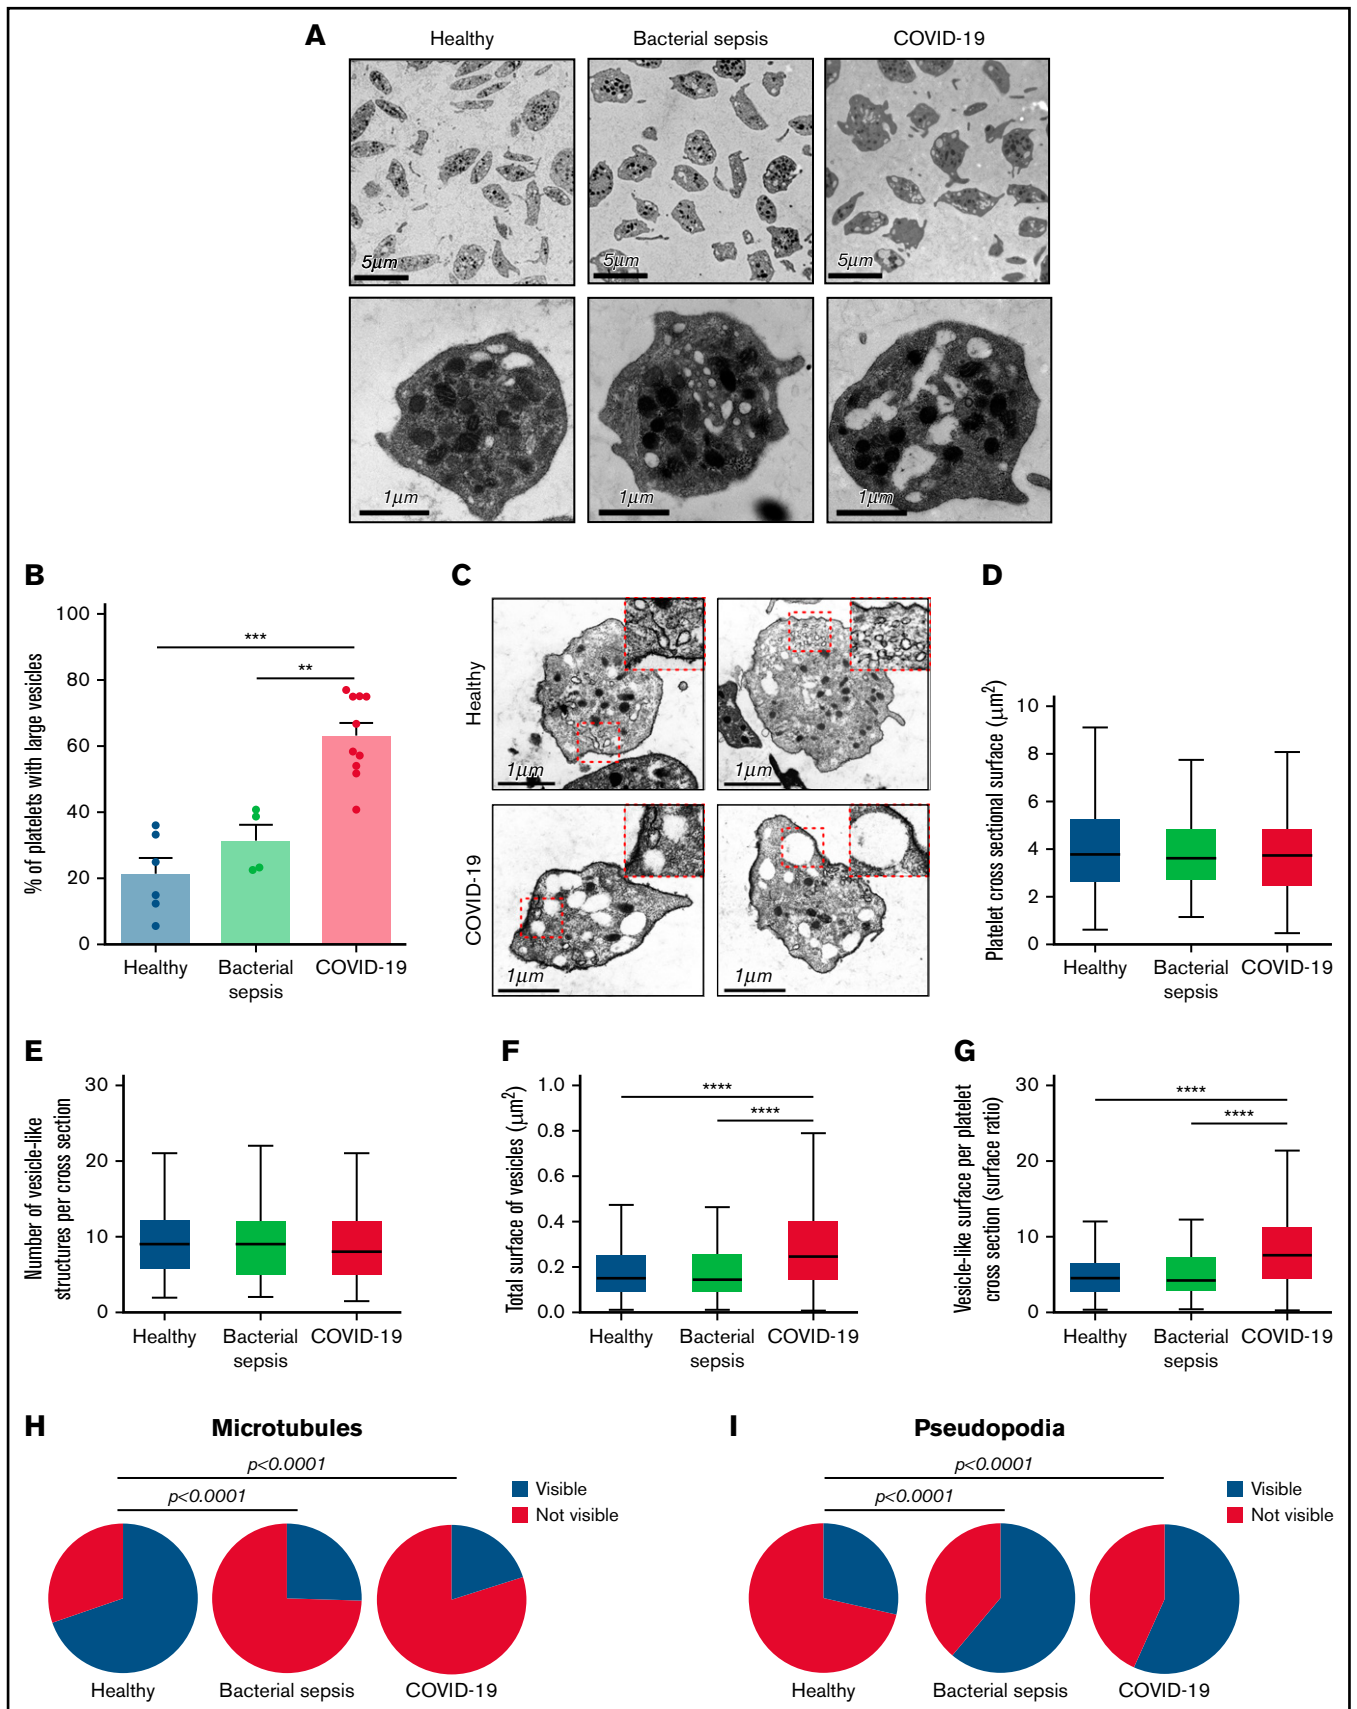 A
Healthy
Bacterial sepsis
COVID-19
5μm
5μm
5μm
1μm
1μm
1μm
B
% of platelets with large vesicles
100
80
60
40
20
0
***
**
Healthy
Bacterial
sepsis
COVID-19
C
Healthy
COVID-19
1μm
1μm
1μm
1μm
D
Platelet cross sectional surface (μm²)
10
8
6
4
2
0
Healthy
Bacterial
sepsis
COVID-19
E
Number of vesicle-like
structures per cross section
30
20
10
0
Healthy
Bacterial
sepsis
COVID-19
F
Total surface of vesicles (μm²)
1.0
0.8
0.6
0.4
0.2
0.0
****
****
Healthy
Bacterial
sepsis
COVID-19
G
Vesicle-like surface per platelet
cross section (surface ratio)
30
20
10
0
****
****
Healthy
Bacterial
sepsis
COVID-19
H
Microtubules
p<0.0001
p<0.0001
Visible
Not visible
Healthy
Bacterial sepsis
COVID-19
I
Pseudopodia
p<0.0001
p<0.0001
Visible
Not visible
Healthy
Bacterial sepsis
COVID-19